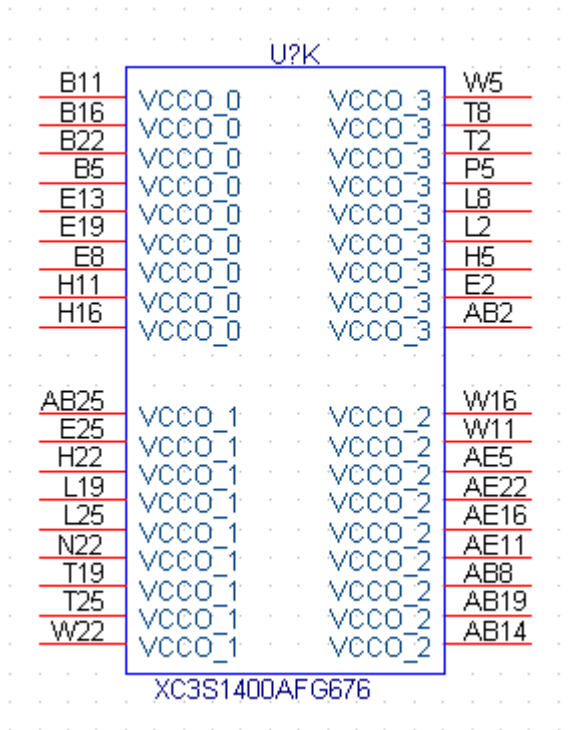 U?K
B11 VCCO_0 VCCO_3 W5
B16 VCCO_0 VCCO_3 T8
B22 VCCO_0 VCCO_3 T2
B5 VCCO_0 VCCO_3 P5
E13 VCCO_0 VCCO_3 L8
E19 VCCO_0 VCCO_3 L2
E8 VCCO_0 VCCO_3 H5
H11 VCCO_0 VCCO_3 E2
H16 VCCO_0 VCCO_3 AB2
AB25 VCCO_1 VCCO_2 W16
E25 VCCO_1 VCCO_2 W11
H22 VCCO_1 VCCO_2 AE5
L19 VCCO_1 VCCO_2 AE22
L25 VCCO_1 VCCO_2 AE16
N22 VCCO_1 VCCO_2 AE11
T19 VCCO_1 VCCO_2 AB8
T25 VCCO_1 VCCO_2 AB19
W22 VCCO_1 VCCO_2 AB14
XC3S1400AFG676